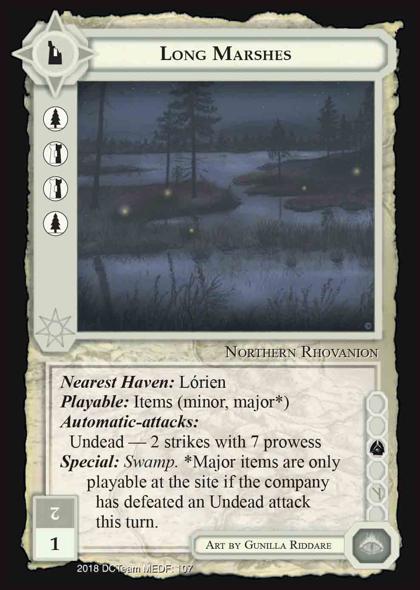 Long Marshes
Northern Rhovanion
Nearest Haven: Lórien
Playable: Items (minor, major*)
Automatic-attacks:
Undead — 2 strikes with 7 prowess
Special: Swamp. *Major items are only
playable at the site if the company
has defeated an Undead attack
this turn.
2
1
Art by Gunilla Riddare
2018 DCTeam MEDF: 107
©